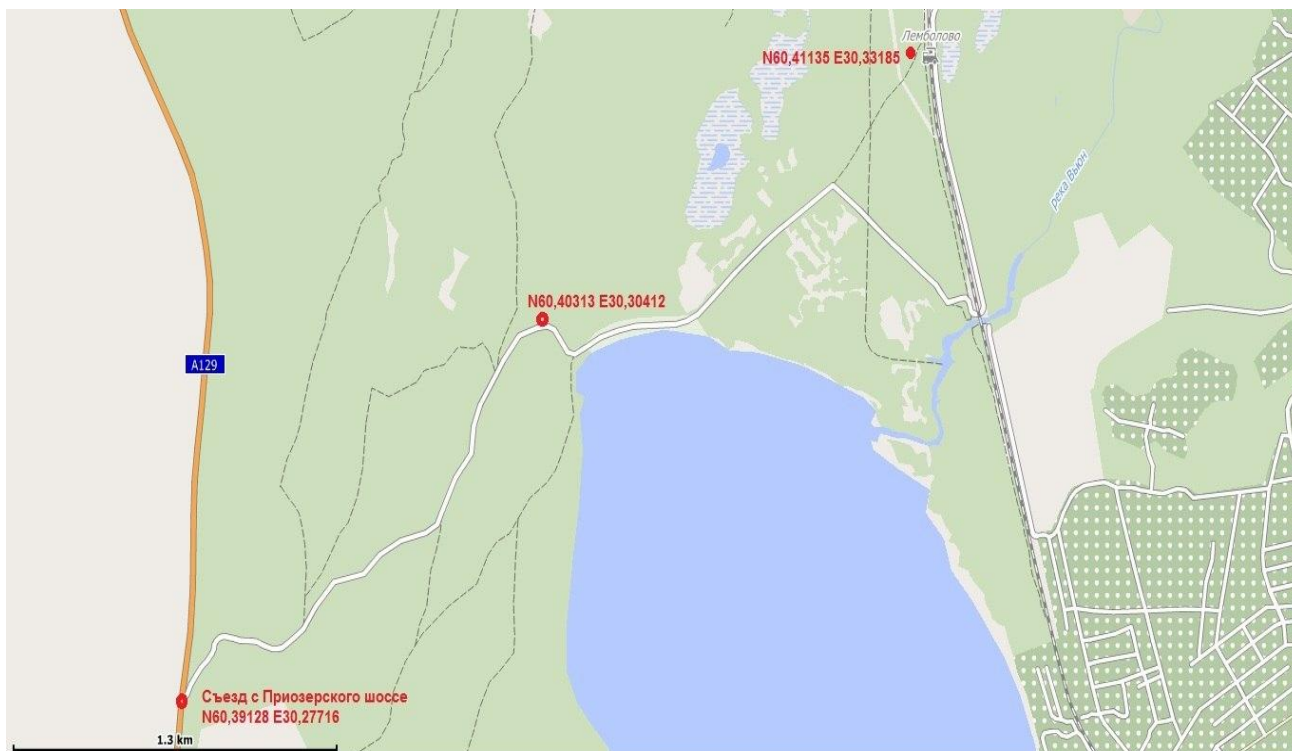 Лемболово
N60,41135 E30,33185
река Вьюн
N60,40313 E30,30412
A129
Съезд с Приозерского шоссе
N60,39128 E30,27716
1.3 km